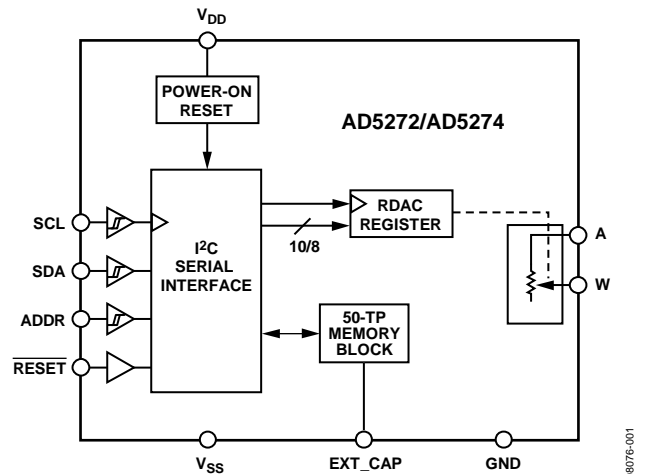 VDD
POWER-ON
RESET
AD5272/AD5274
SCL
SDA
ADDR
RESET
I2C
SERIAL
INTERFACE
10/8
RDAC
REGISTER
A
W
50-TP
MEMORY
BLOCK
VSS
EXT_CAP
GND
08076-001